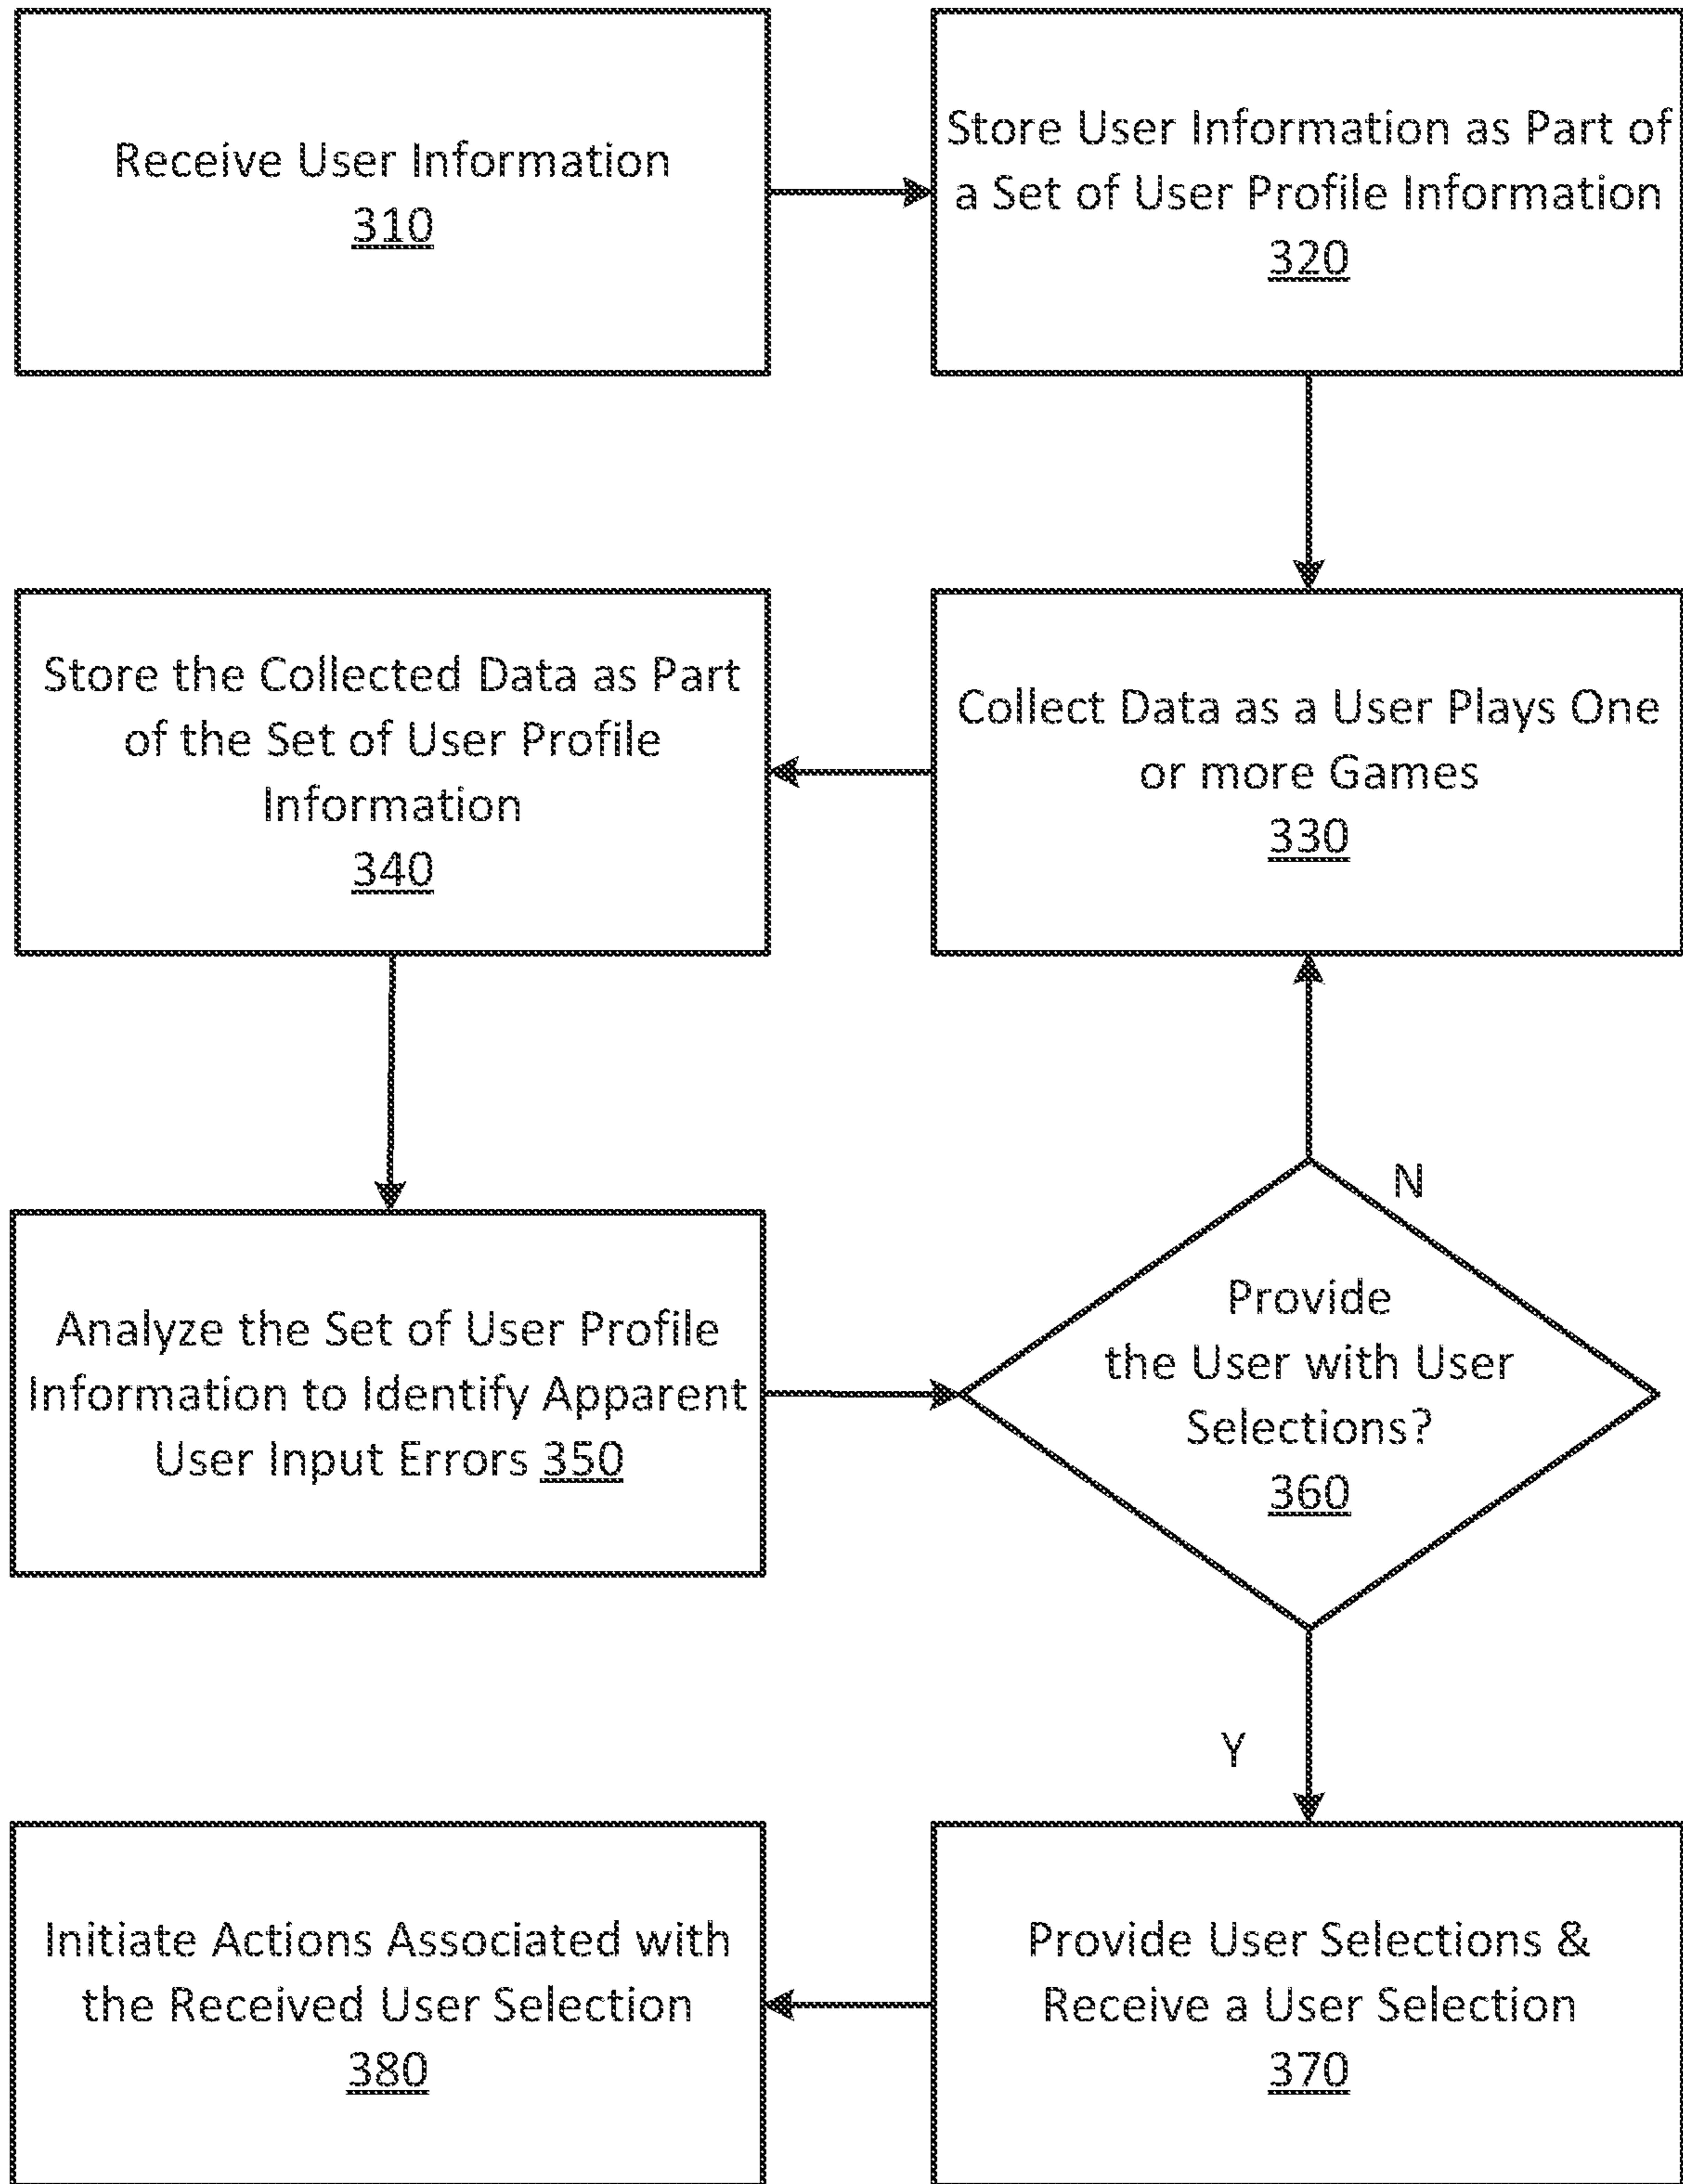 Receive User Information
310
Store User Information as Part of
a Set of User Profile Information
320
Store the Collected Data as Part
of the Set of User Profile
Information
340
Collect Data as a User Plays One
or more Games
330
N
Analyze the Set of User Profile
Information to Identify Apparent
User Input Errors 350
Provide
the User with User
Selections?
360
Y
Initiate Actions Associated with
the Received User Selection
380
Provide User Selections &
Receive a User Selection
370